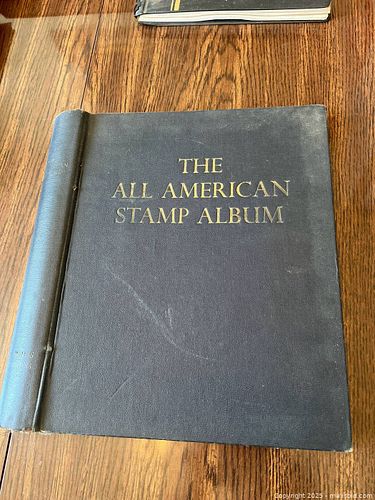 THE
ALL AMERICAN
STAMP ALBUM
Copyright 2025 - maxsold.com